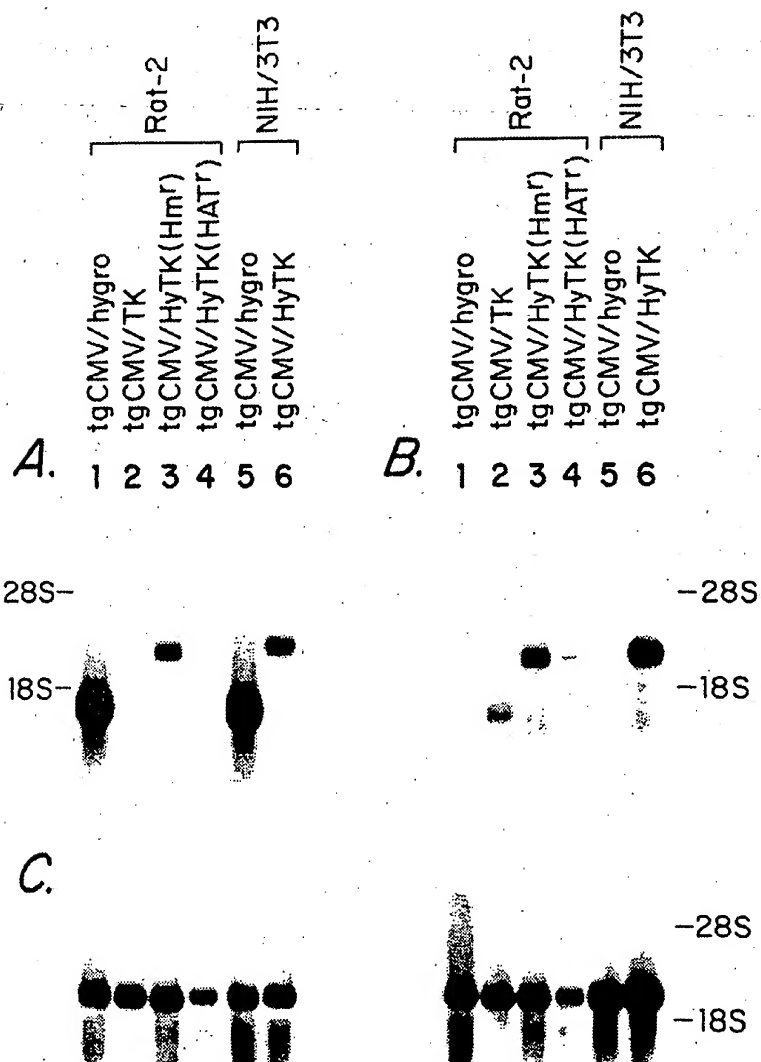 Rat-2
NIH/3T3
tgCMV/hygro
tgCMV/TK
tgCMV/HyTK(Hmʳ)
tgCMV/HyTK(HATʳ)
tgCMV/hygro
tgCMV/HyTK
A.
1 2 3 4 5 6
28S-
18S-
Rat-2
NIH/3T3
tgCMV/hygro
tgCMV/TK
tgCMV/HyTK(Hmʳ)
tgCMV/HyTK(HATʳ)
tgCMV/hygro
tgCMV/HyTK
B.
1 2 3 4 5 6
-28S
-18S
C.
-28S
-18S